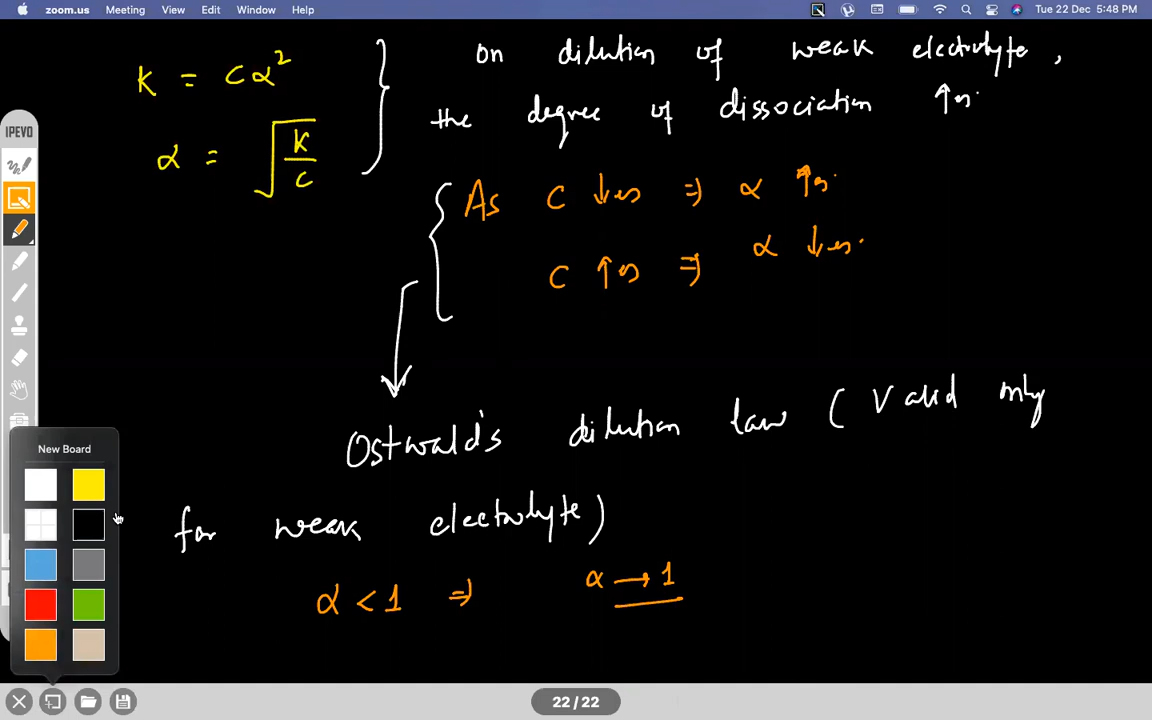 zoom.us Meeting View Edit Window Help Tue 22 Dec 5:48 PM
K = Cα²
α = √(K/C)
On dilution of weak electrolyte,
the degree of dissociation ↑es.
As C ↓es ⇒ α ↑es.
C ↑es ⇒ α ↓es.
Ostwald's dilution law (Valid only
for weak electrolyte)
α < 1 ⇒ α → 1
IPEVO
New Board
22 / 22